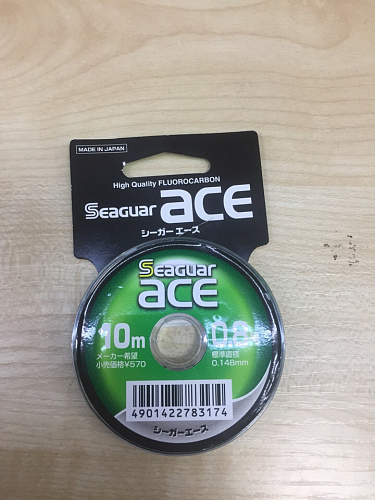 MADE IN JAPAN
High Quality FLUOROCARBON
Seaguar ACE
シーガー エース
Seaguar
ACE
10m
メーカー希望
小売価格¥570
0.8
標準直径
0.148mm
4901422783174
シーガーエース